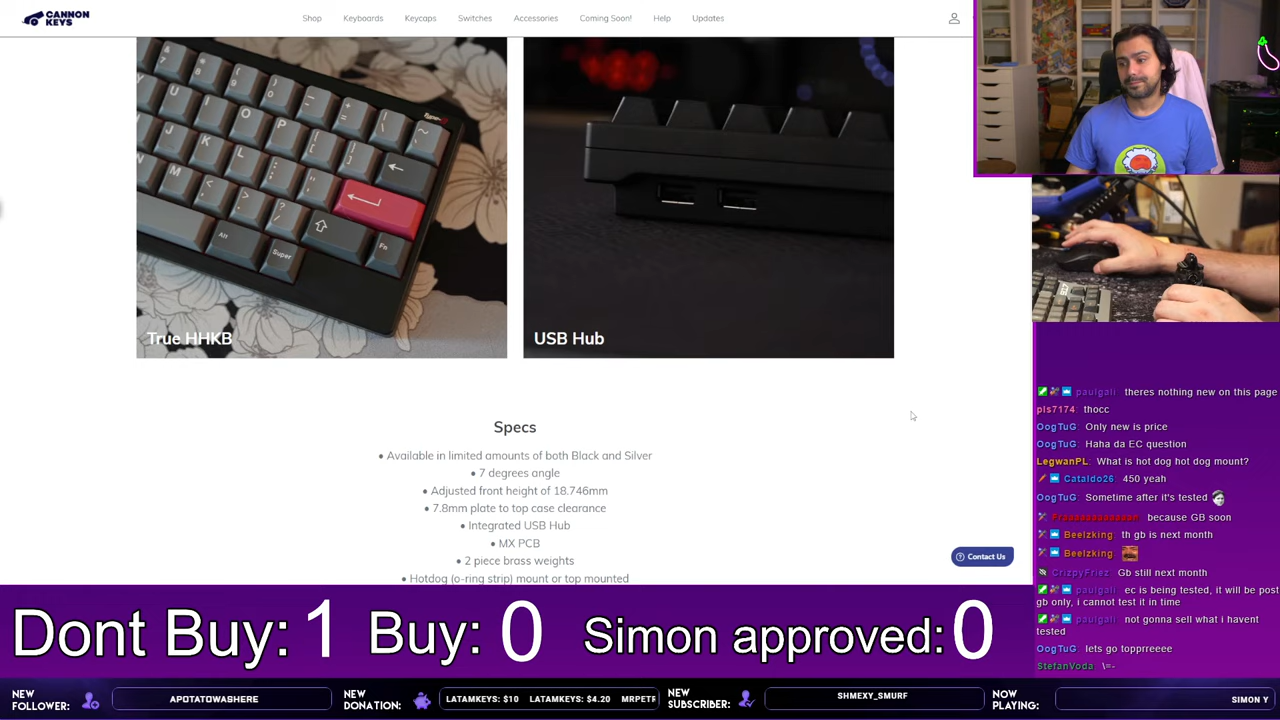 CANNON
KEYS
Shop Keyboards Keycaps Switches Accessories Coming Soon! Help Updates
True HHKB
USB Hub
Specs
• Available in limited amounts of both Black and Silver
• 7 degrees angle
• Adjusted front height of 18.746mm
• 7.8mm plate to top case clearance
• Integrated USB Hub
• MX PCB
• 2 piece brass weights
• Hotdog (o-ring strip) mount or top mounted
Contact Us
paulgali theres nothing new on this page
pls7174: thocc
OogTuG: Only new is price
OogTuG: Haha da EC question
LegwanPL: What is hot dog hot dog mount?
Cataldo26 450 yeah
OogTuG: Sometime after it's tested
because GB soon
Beelzking th gb is next month
Beelzking
CrizpyFriez Gb still next month
paulgali ec is being tested, it will be post
gb only, i cannot test it in time
paulgali not gonna sell what i havent
tested
OogTuG: lets go topprreeee
StefanVoda: \=-
Dont Buy: 1 Buy: 0 Simon approved: 0
NEW
FOLLOWER:
APOTATOWASHERE
NEW
DONATION:
LATAMKEYS: $10 LATAMKEYS: $4.20 MRPETR
NEW
SUBSCRIBER:
SHMEXY_SMURF
NOW
PLAYING:
SIMON Y